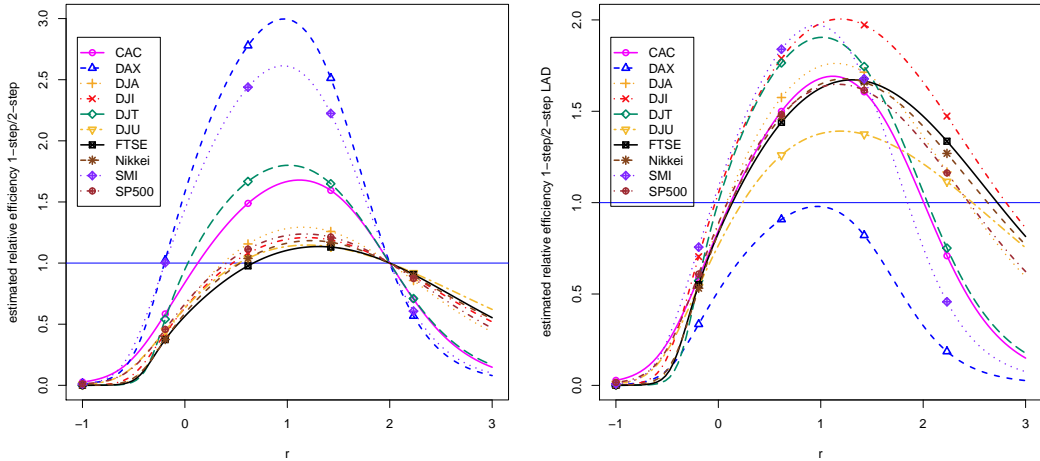 estimated relative efficiency 1−step/2−step
3.0
2.5
2.0
1.5
1.0
0.5
0.0
CAC
DAX
DJA
DJI
DJT
DJU
FTSE
Nikkei
SMI
SP500
−1
0
1
2
3
r
estimated relative efficiency 1−step/2−step LAD
2.0
1.5
1.0
0.5
0.0
CAC
DAX
DJA
DJI
DJT
DJU
FTSE
Nikkei
SMI
SP500
−1
0
1
2
3
r